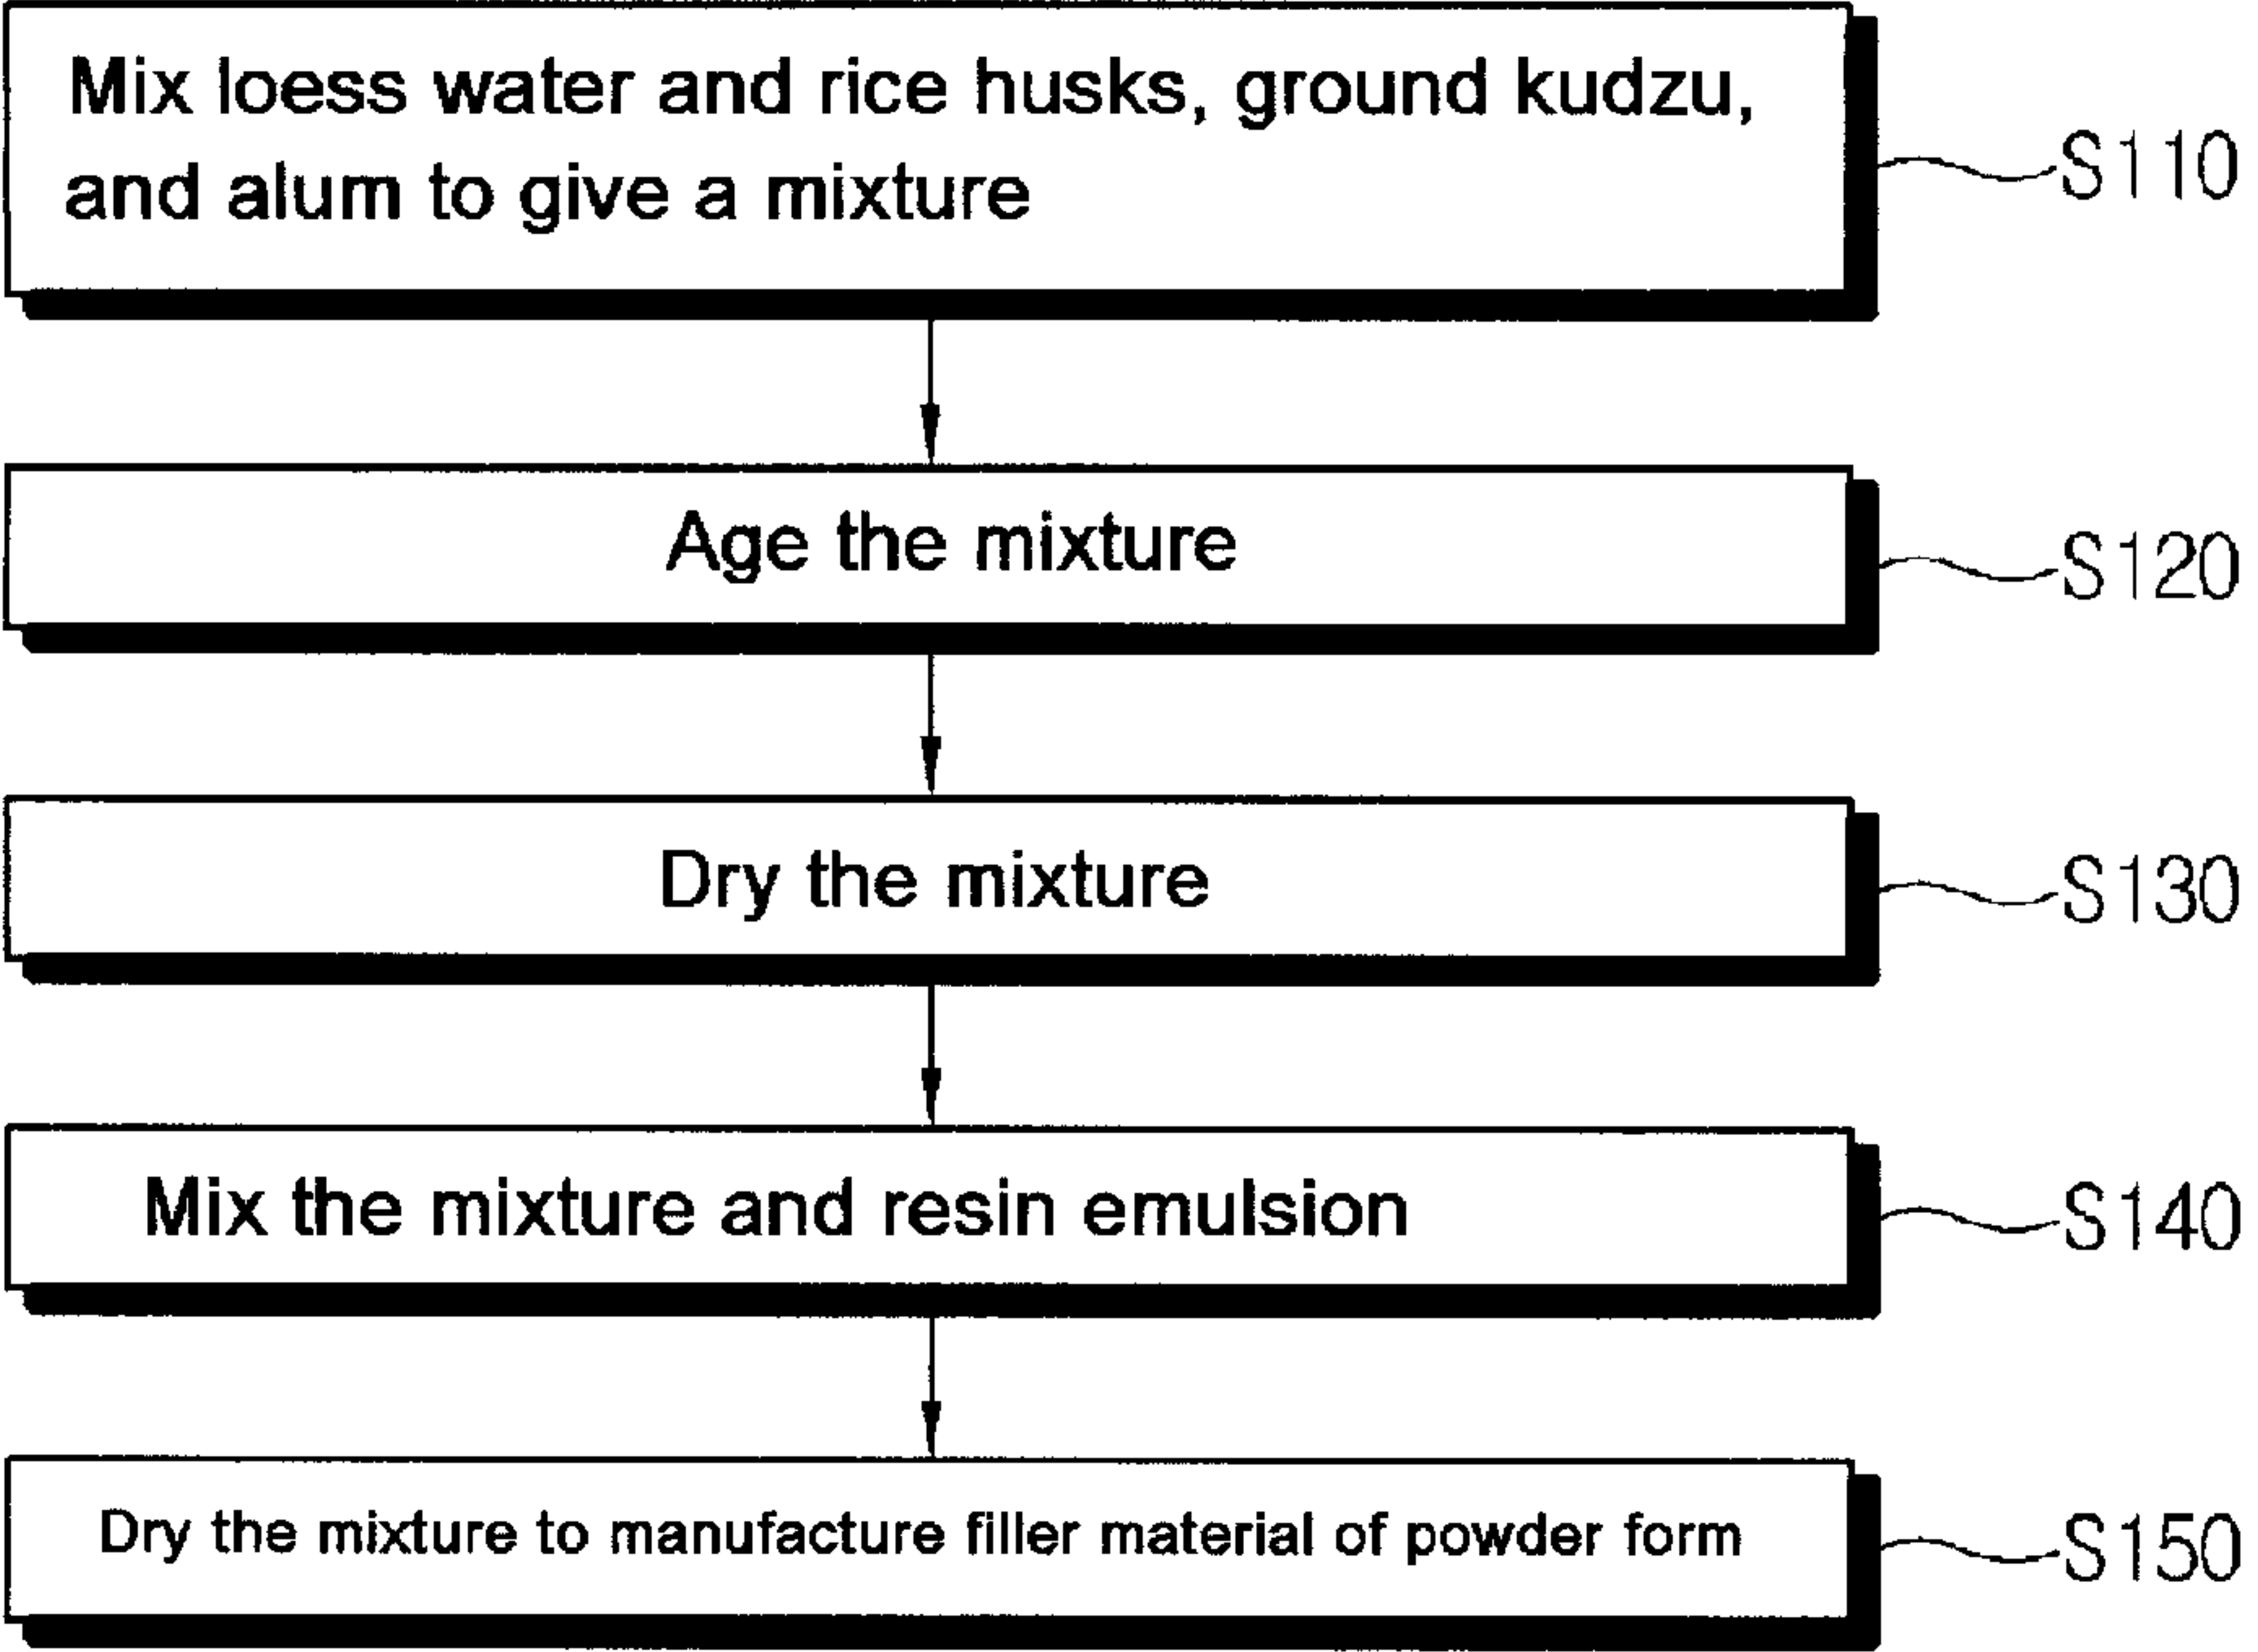 Mix loess water and rice husks, ground kudzu,
and alum to give a mixture
S110
Age the mixture
S120
Dry the mixture
S130
Mix the mixture and resin emulsion
S140
Dry the mixture to manufacture filler material of powder form
S150